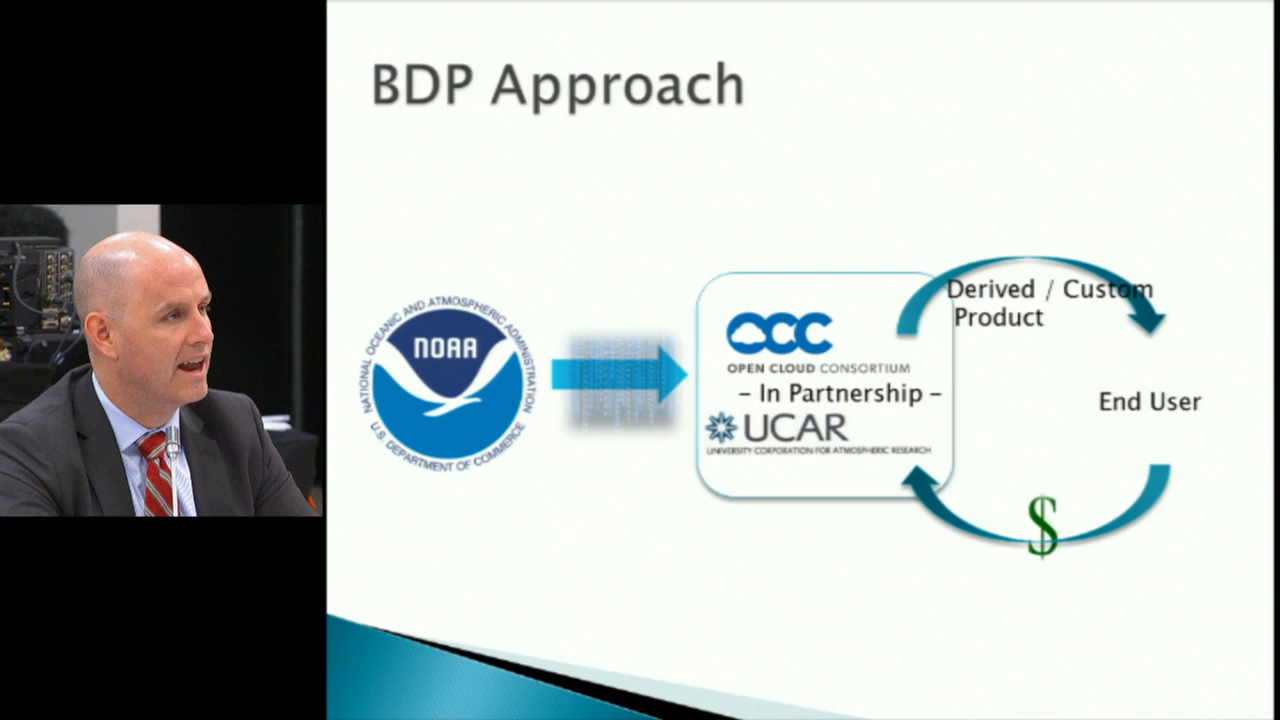 BDP Approach
NATIONAL OCEANIC AND ATMOSPHERIC ADMINISTRATION
NOAA
U.S. DEPARTMENT OF COMMERCE
OCC
OPEN CLOUD CONSORTIUM
– In Partnership –
UCAR
UNIVERSITY CORPORATION FOR ATMOSPHERIC RESEARCH
Derived / Custom
Product
End User
$